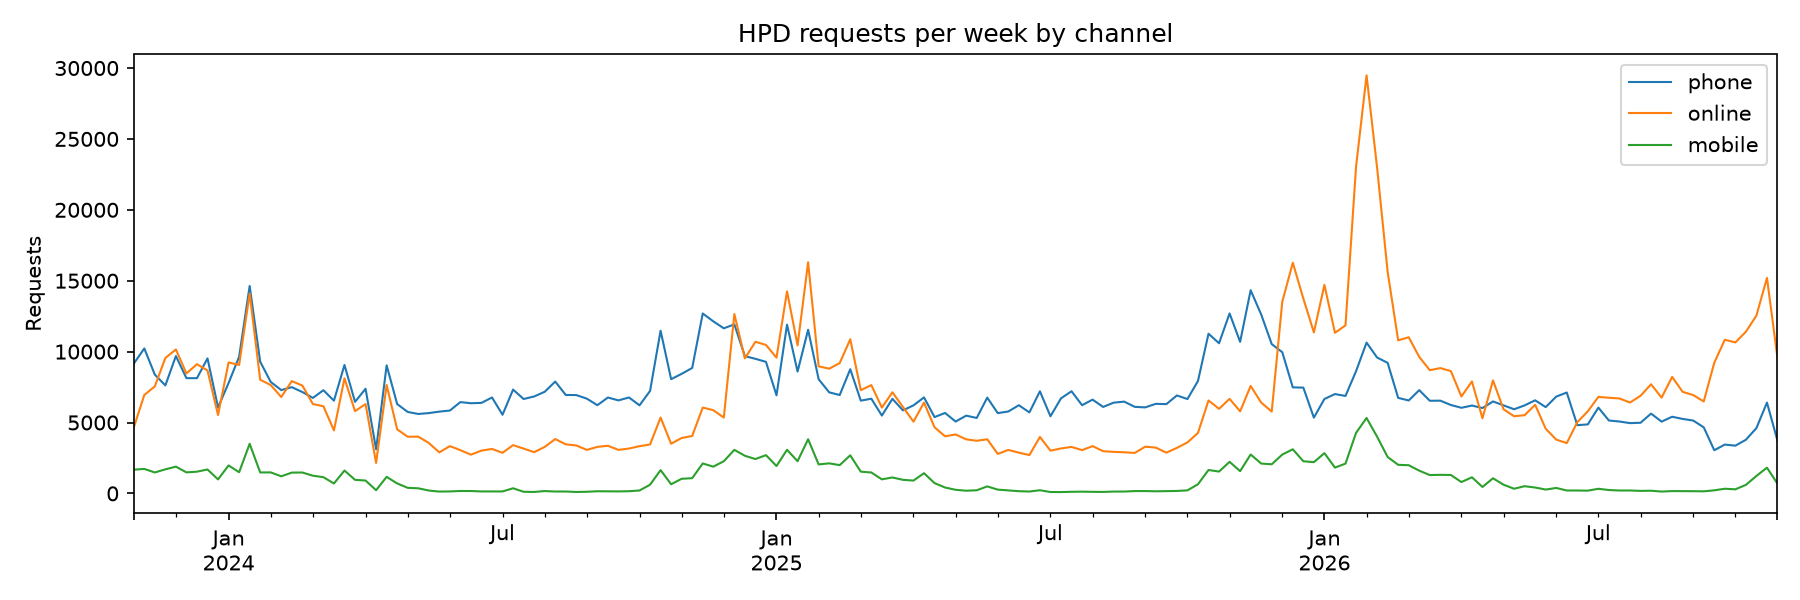 HPD requests per week by channel
30000
25000
20000
15000
10000
5000
0
Requests
phone
online
mobile
Jan
2024
Jul
Jan
2025
Jul
Jan
2026
Jul